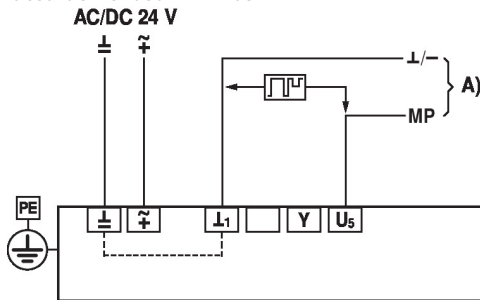 AC/DC 24 V
⊥ ~+
⊥/–
A)
MP
PE
⊥ ~+ ⊥₁ Y U₅